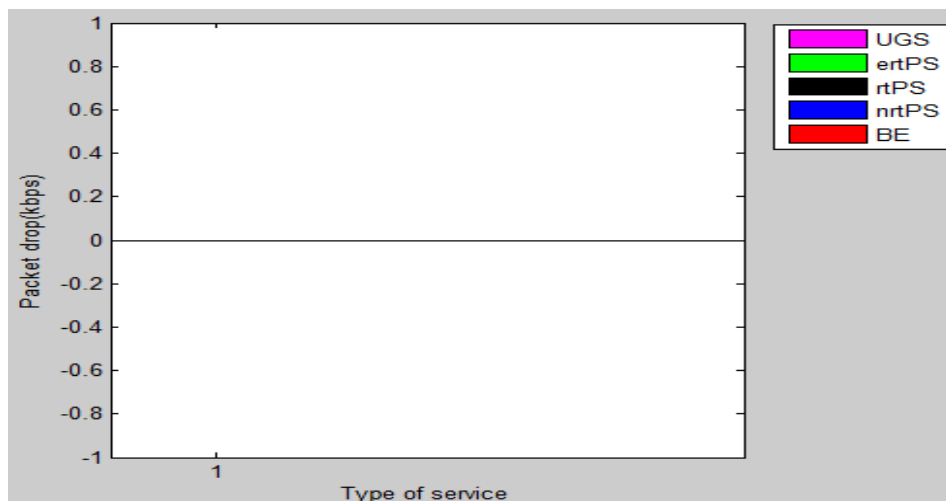 1
0.8
0.6
0.4
0.2
0
-0.2
-0.4
-0.6
-0.8
-1
Packet drop(kbps)
1
Type of service
UGS
ertPS
rtPS
nrtPS
BE